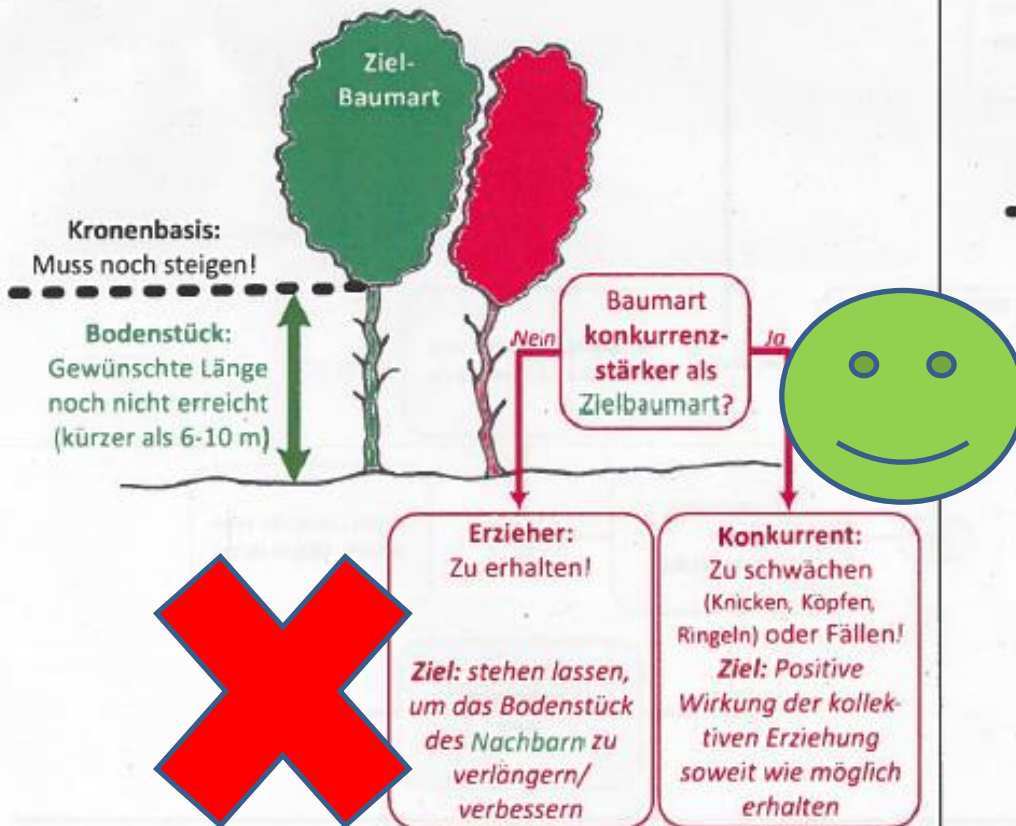 Ziel-
Baumart
Kronenbasis:
Muss noch steigen!
Bodenstück:
Gewünschte Länge
noch nicht erreicht
(kürzer als 6-10 m)
Nein
Baumart
konkurrenz-
stärker als
Zielbaumart?
Ja
Erzieher:
Zu erhalten!
Ziel: stehen lassen,
um das Bodenstück
des Nachbarn zu
verlängern/
verbessern
Konkurrent:
Zu schwächen
(Knicken, Köpfen,
Ringeln) oder Fällen!
Ziel: Positive
Wirkung der kollek-
tiven Erziehung
soweit wie möglich
erhalten